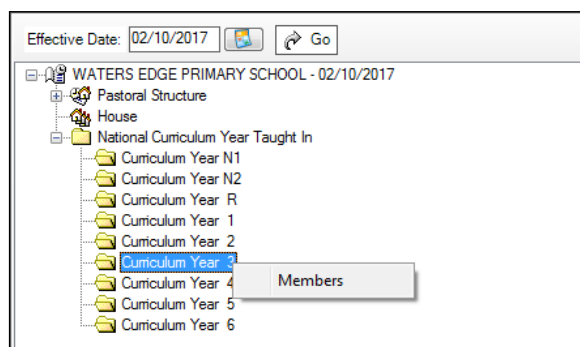 Effective Date: 02/10/2017 Go
WATERS EDGE PRIMARY SCHOOL - 02/10/2017
Pastoral Structure
House
National Curriculum Year Taught In
Curriculum Year N1
Curriculum Year N2
Curriculum Year R
Curriculum Year 1
Curriculum Year 2
Curriculum Year 3
Members
Curriculum Year 4
Curriculum Year 5
Curriculum Year 6